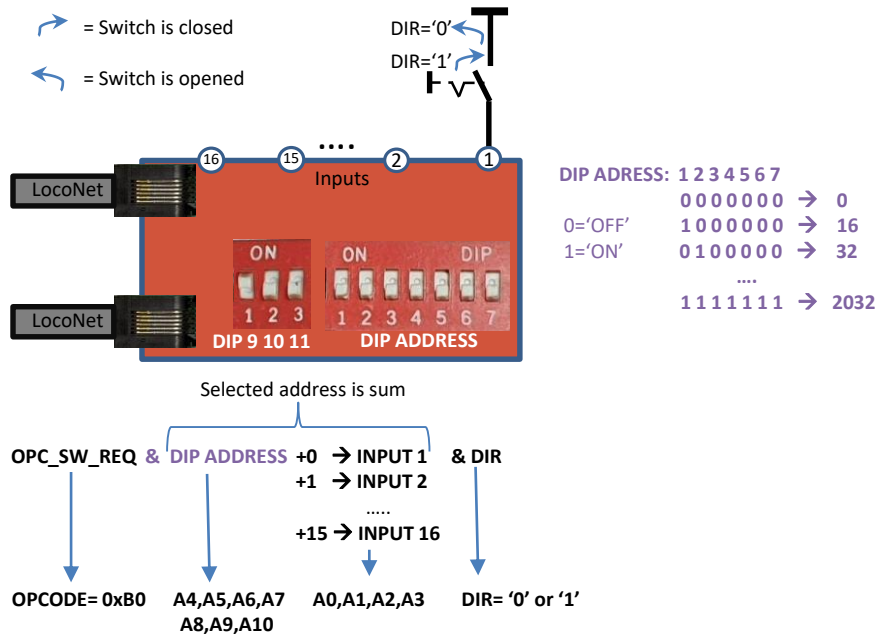 = Switch is closed
= Switch is opened
DIR=‘0’
DIR=‘1’
16
15
....
2
1
Inputs
LocoNet
LocoNet
ON
1 2 3
DIP 9 10 11
ON DIP
1 2 3 4 5 6 7
DIP ADDRESS
DIP ADRESS: 1 2 3 4 5 6 7
0 0 0 0 0 0 0 → 0
0=‘OFF’ 1 0 0 0 0 0 0 → 16
1=‘ON’ 0 1 0 0 0 0 0 → 32
....
1 1 1 1 1 1 1 → 2032
Selected address is sum
OPC_SW_REQ & DIP ADDRESS +0 → INPUT 1 & DIR
+1 → INPUT 2
.....
+15 → INPUT 16
OPCODE= 0xB0 A4,A5,A6,A7 A0,A1,A2,A3 DIR= ‘0’ or ‘1’
A8,A9,A10